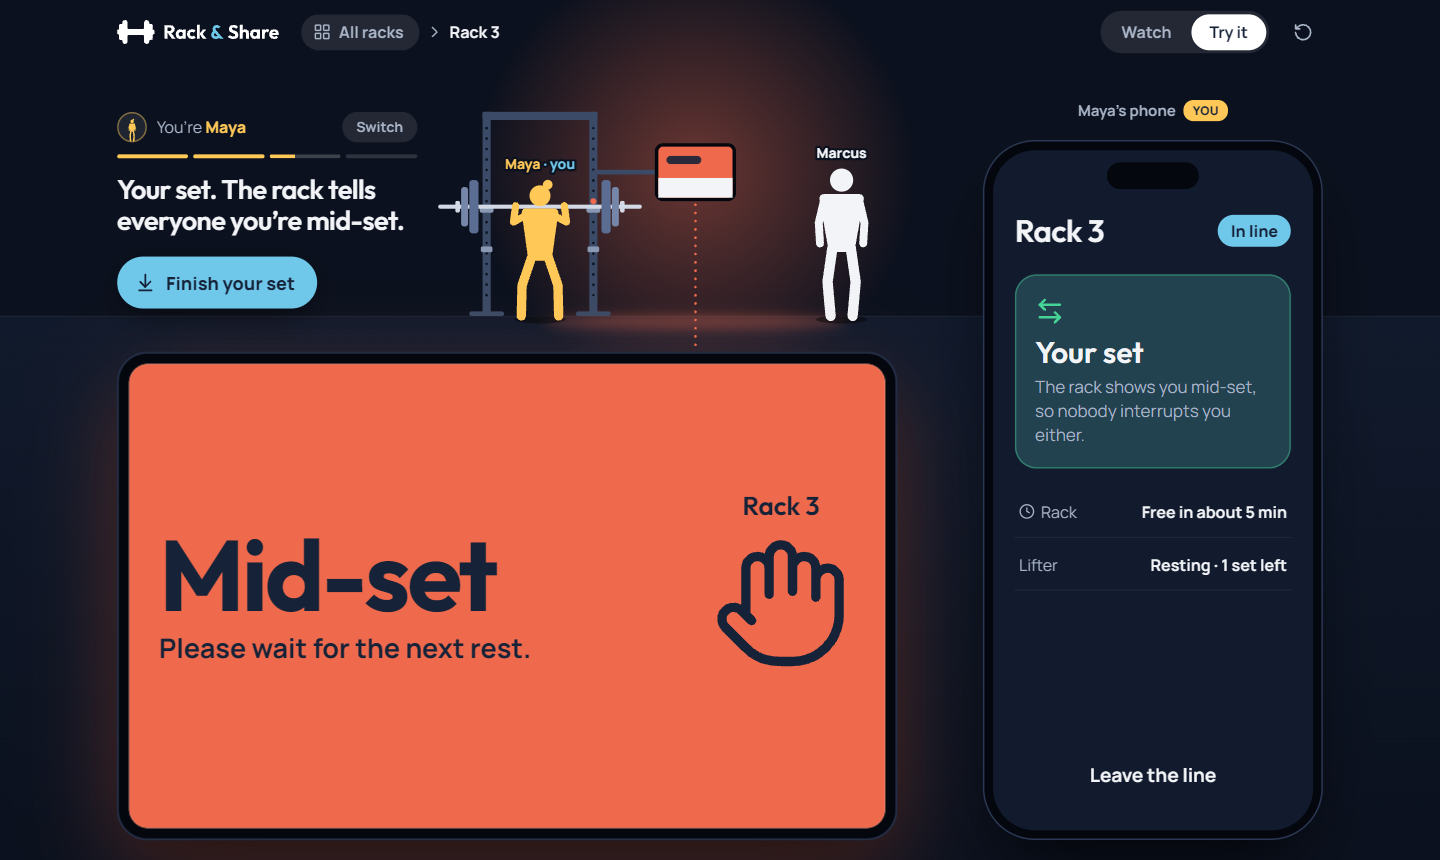 Rack & Share
All racks
Rack 3
Watch
Try it
You're Maya
Switch
Your set. The rack tells
everyone you're mid-set.
Finish your set
Maya · you
Marcus
Mid-set
Please wait for the next rest.
Rack 3
Maya's phone
YOU
Rack 3
In line
Your set
The rack shows you mid-set,
so nobody interrupts you
either.
Rack
Free in about 5 min
Lifter
Resting · 1 set left
Leave the line